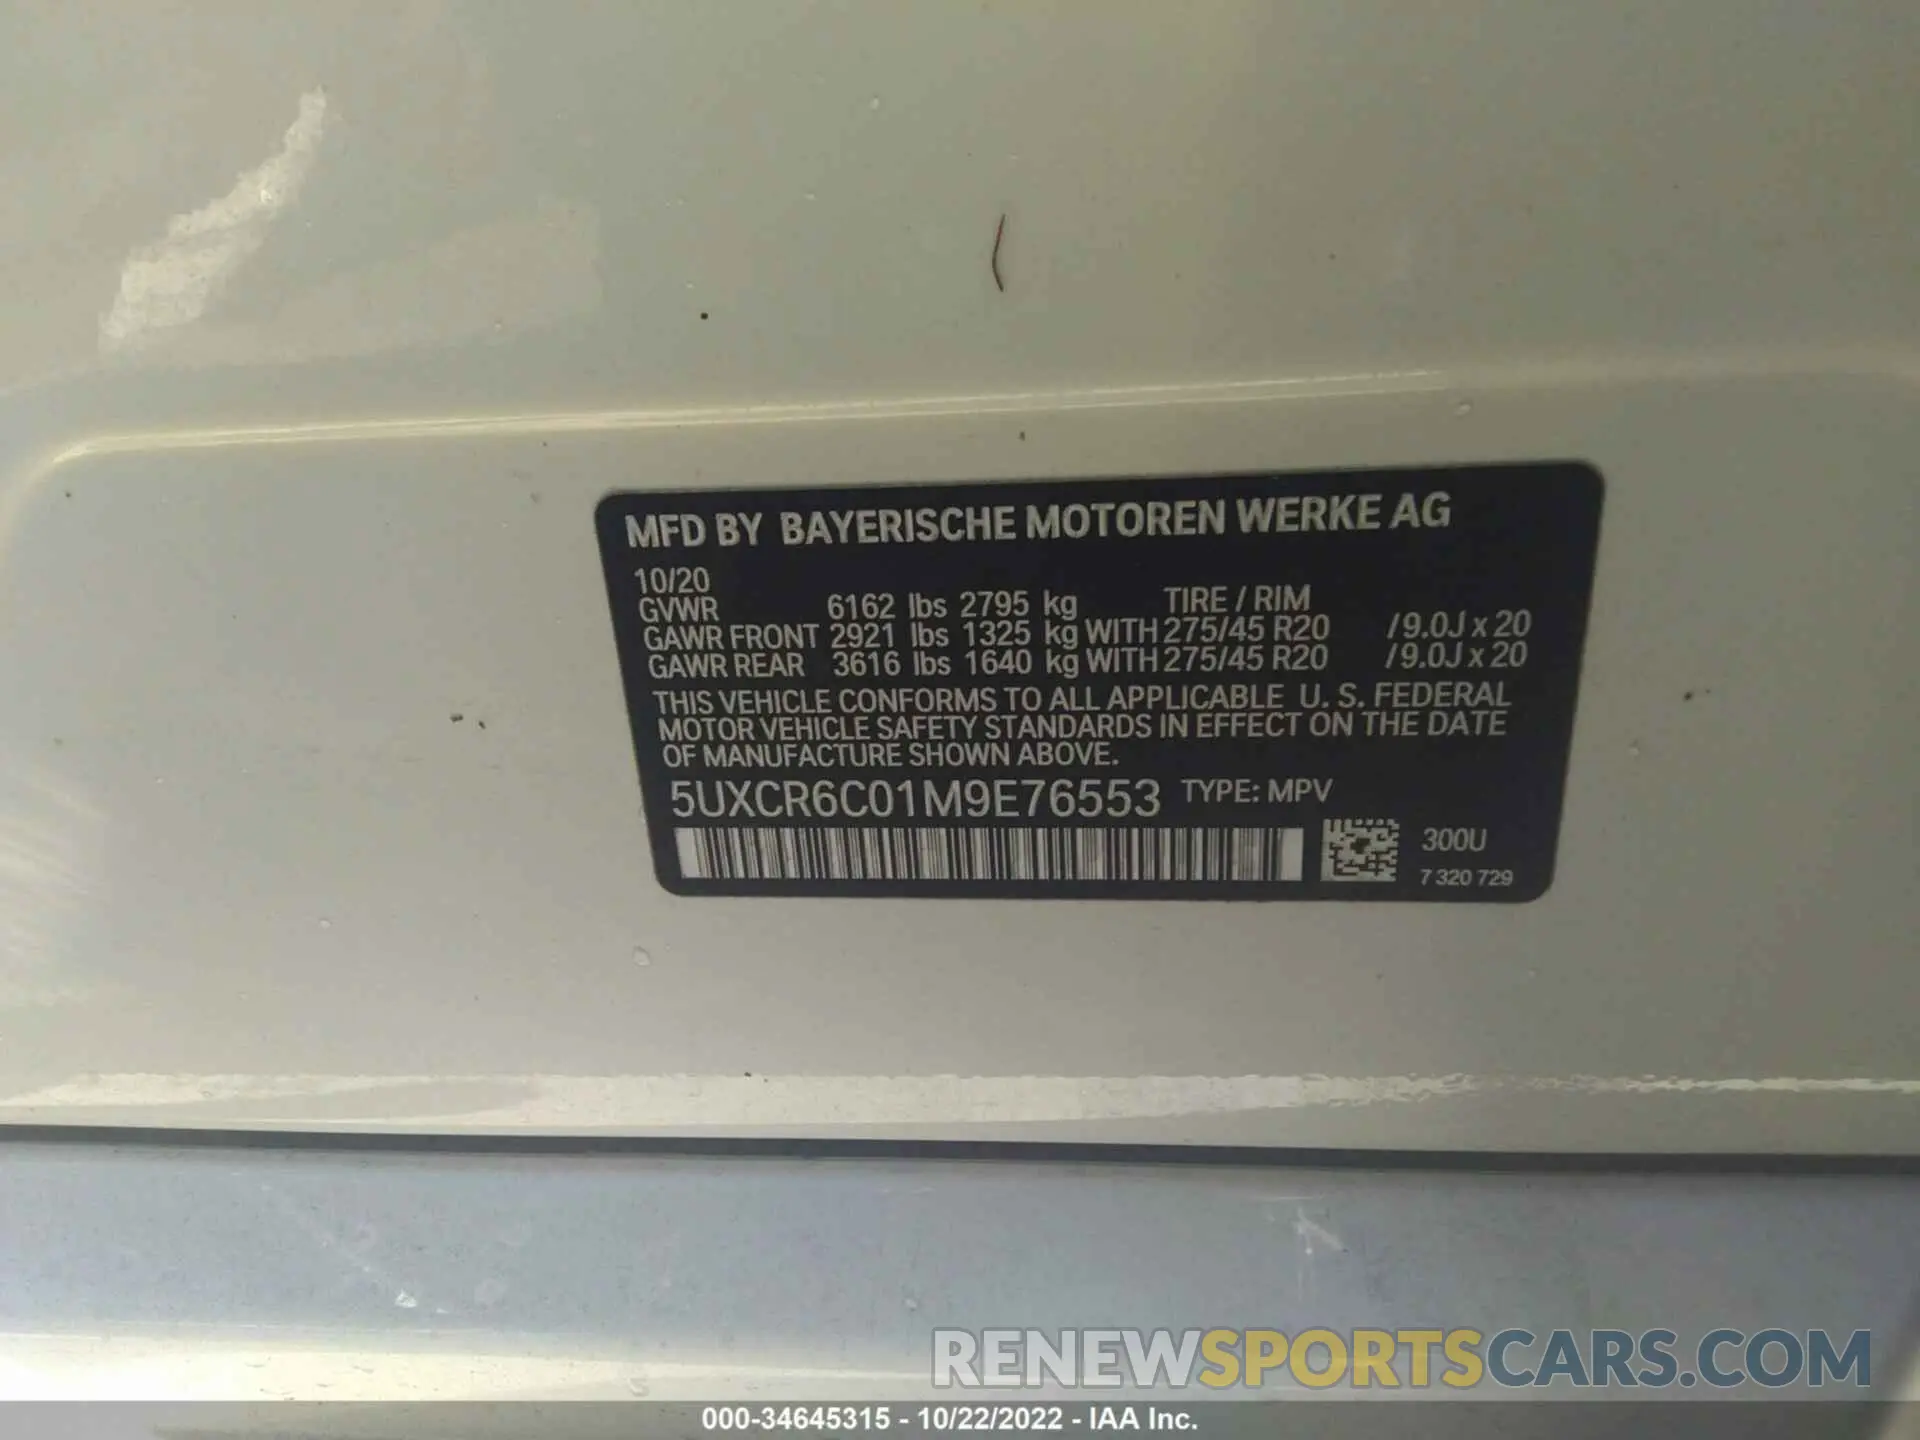 MFD BY BAYERISCHE MOTOREN WERKE AG
10/20
GVWR 6162 lbs 2795 kg TIRE / RIM
GAWR FRONT 2921 lbs 1325 kg WITH 275/45 R20 /9.0J x 20
GAWR REAR 3616 lbs 1640 kg WITH 275/45 R20 /9.0J x 20
THIS VEHICLE CONFORMS TO ALL APPLICABLE U. S. FEDERAL
MOTOR VEHICLE SAFETY STANDARDS IN EFFECT ON THE DATE
OF MANUFACTURE SHOWN ABOVE.
5UXCR6C01M9E76553 TYPE: MPV
300U
7 320 729
RENEWSPORTSCARS.COM
000-34645315 - 10/22/2022 - IAA Inc.